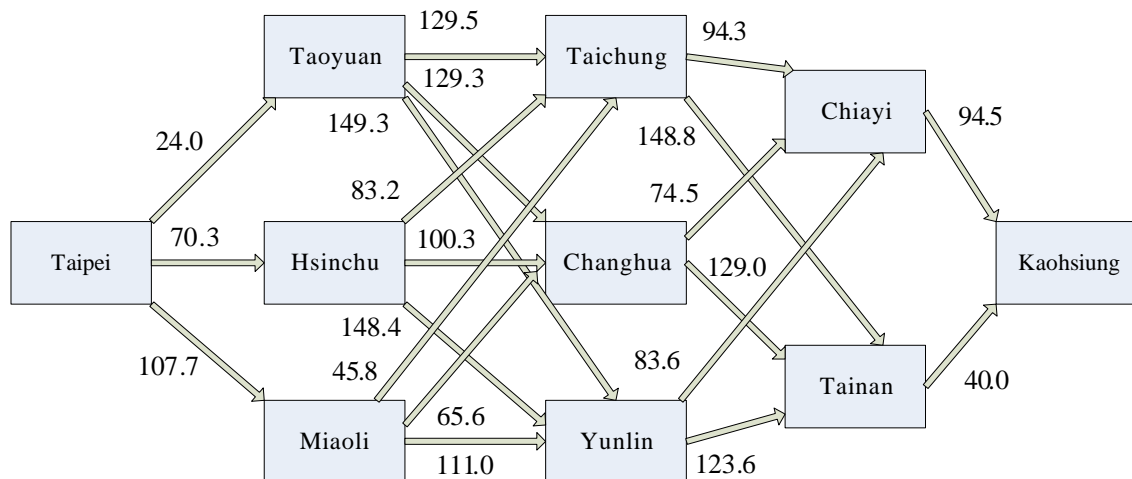 129.5
Taoyuan
Taichung
94.3
129.3
149.3
Chiayi
94.5
24.0
148.8
83.2
74.5
70.3
100.3
Taipei
Hsinchu
Changhua
129.0
Kaohsiung
148.4
107.7
45.8
83.6
Tainan
40.0
65.6
Miaoli
Yunlin
111.0
123.6